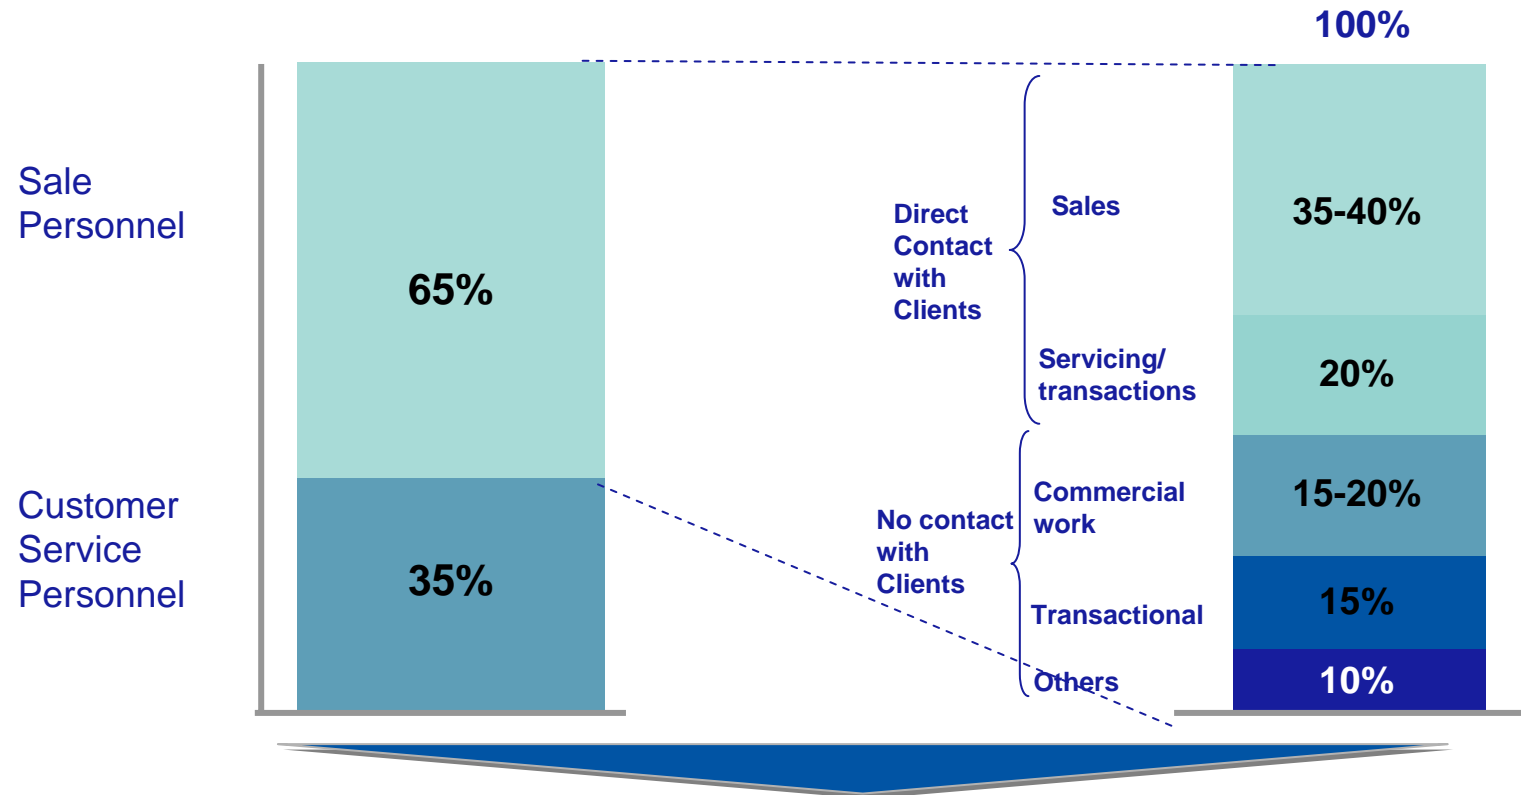 100%
Sale
Personnel
65%
Customer
Service
Personnel
35%
Direct
Contact
with
Clients
Sales
35-40%
Servicing/
transactions
20%
No contact
with
Clients
Commercial
work
15-20%
Transactional
15%
Others
10%